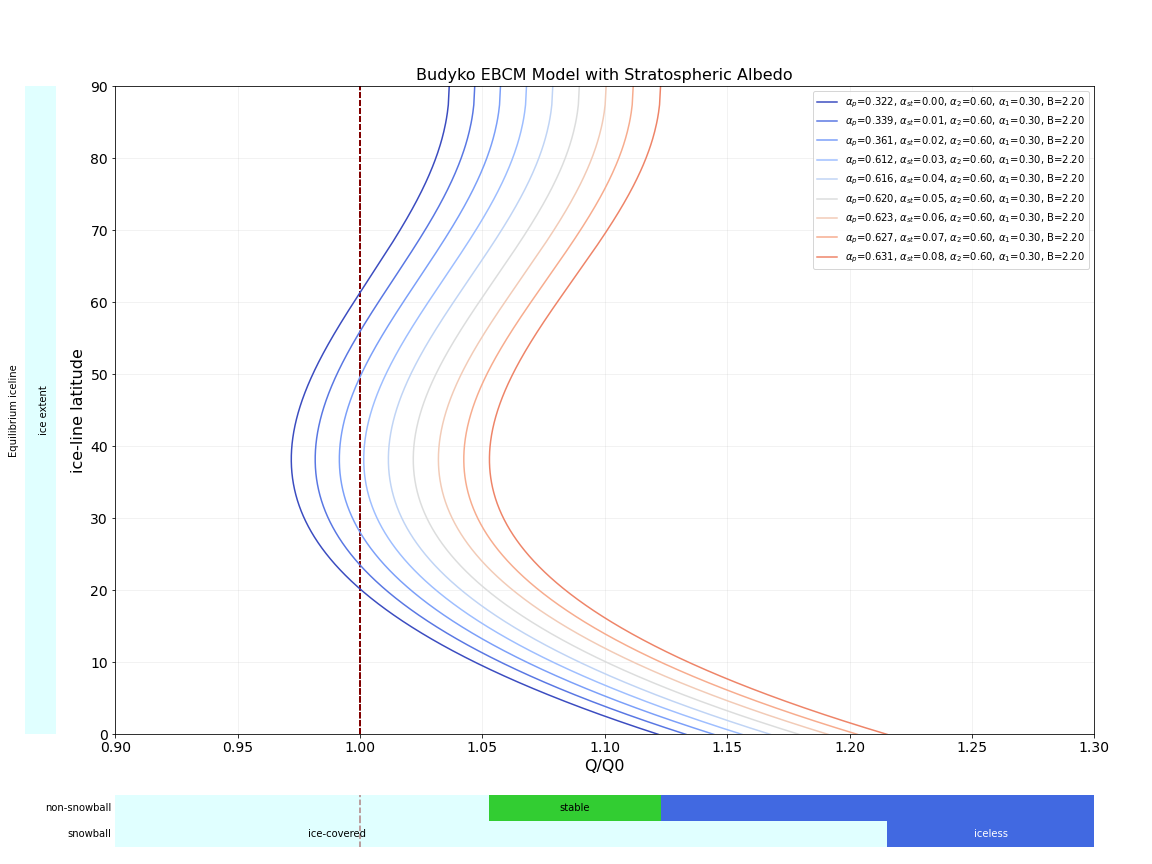 Budyko EBCM Model with Stratospheric Albedo
αp=0.322, αst=0.00, α2=0.60, α1=0.30, B=2.20
αp=0.339, αst=0.01, α2=0.60, α1=0.30, B=2.20
αp=0.361, αst=0.02, α2=0.60, α1=0.30, B=2.20
αp=0.612, αst=0.03, α2=0.60, α1=0.30, B=2.20
αp=0.616, αst=0.04, α2=0.60, α1=0.30, B=2.20
αp=0.620, αst=0.05, α2=0.60, α1=0.30, B=2.20
αp=0.623, αst=0.06, α2=0.60, α1=0.30, B=2.20
αp=0.627, αst=0.07, α2=0.60, α1=0.30, B=2.20
αp=0.631, αst=0.08, α2=0.60, α1=0.30, B=2.20
Equilibrium iceline
ice extent
ice-line latitude
90
80
70
60
50
40
30
20
10
0
0.90 0.95 1.00 1.05 1.10 1.15 1.20 1.25 1.30
Q/Q0
non-snowball stable
snowball ice-covered iceless